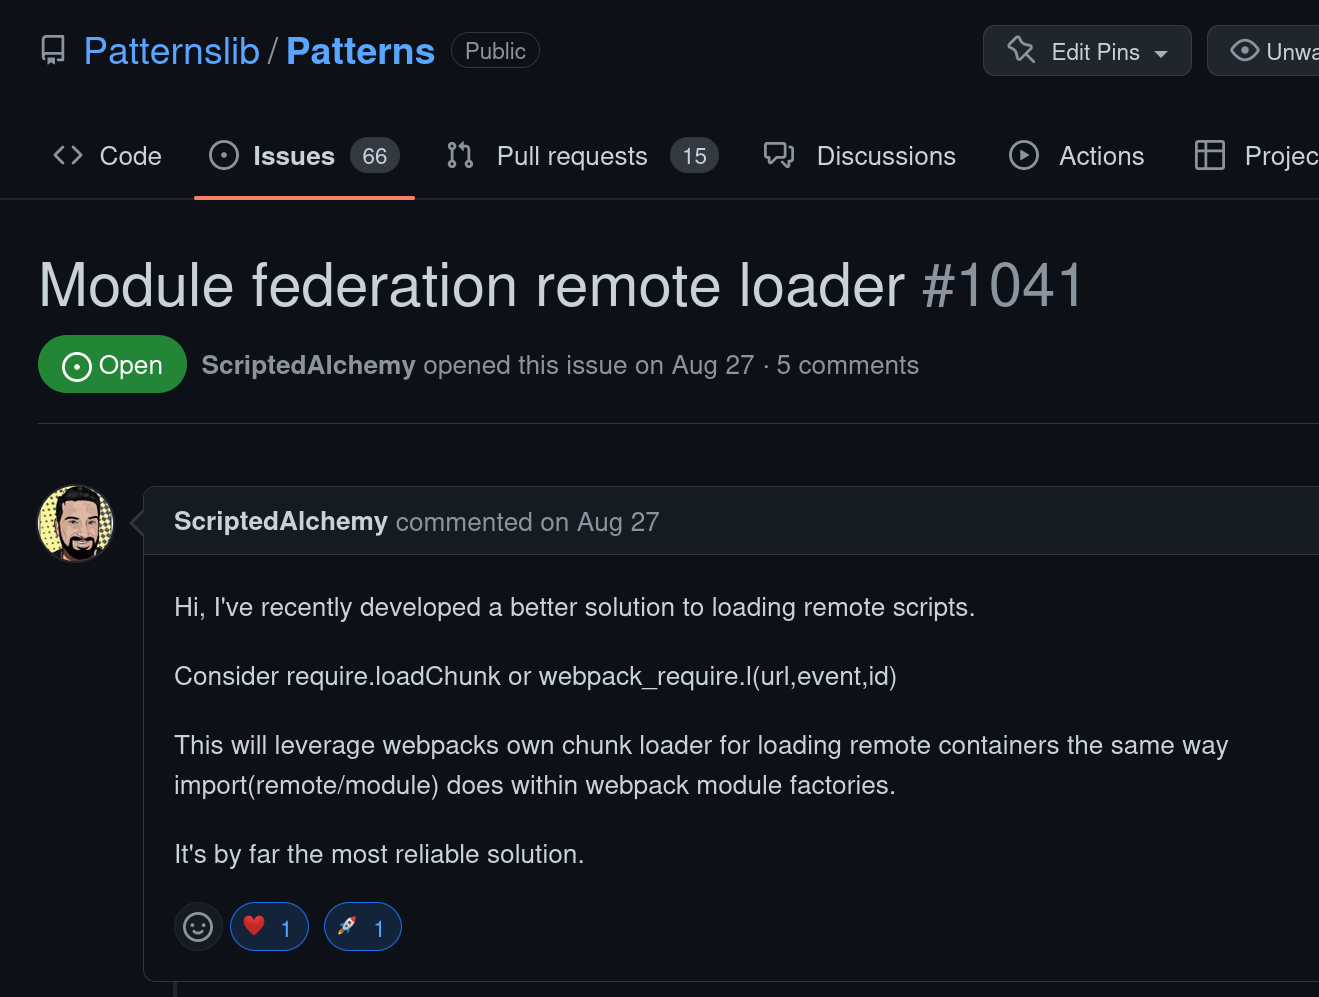 Patternslib / Patterns Public
Edit Pins
Unwa
Code
Issues 66
Pull requests 15
Discussions
Actions
Projec
Module federation remote loader #1041
Open ScriptedAlchemy opened this issue on Aug 27 · 5 comments
ScriptedAlchemy commented on Aug 27
Hi, I've recently developed a better solution to loading remote scripts.
Consider require.loadChunk or webpack_require.l(url,event,id)
This will leverage webpacks own chunk loader for loading remote containers the same way
import(remote/module) does within webpack module factories.
It's by far the most reliable solution.
❤️ 1 🚀 1